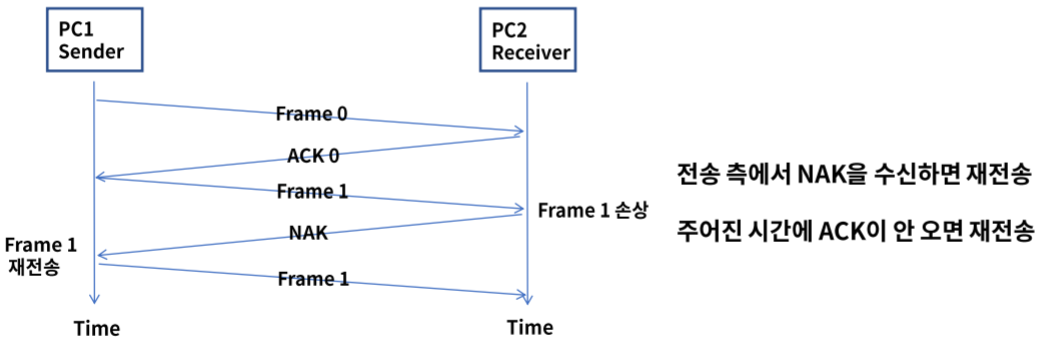 PC1
Sender
PC2
Receiver
Frame 0
ACK 0
Frame 1
Frame 1 손상
NAK
Frame 1
재전송
Frame 1
Time
Time
전송 측에서 NAK을 수신하면 재전송
주어진 시간에 ACK이 안 오면 재전송